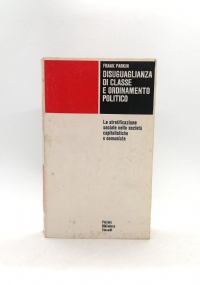 FRANK PARKIN
DISUGUAGLIANZA
DI CLASSE
E ORDINAMENTO
POLITICO
La stratificazione
sociale nelle società
capitalistiche
e comuniste
Piccola
Biblioteca
Einaudi